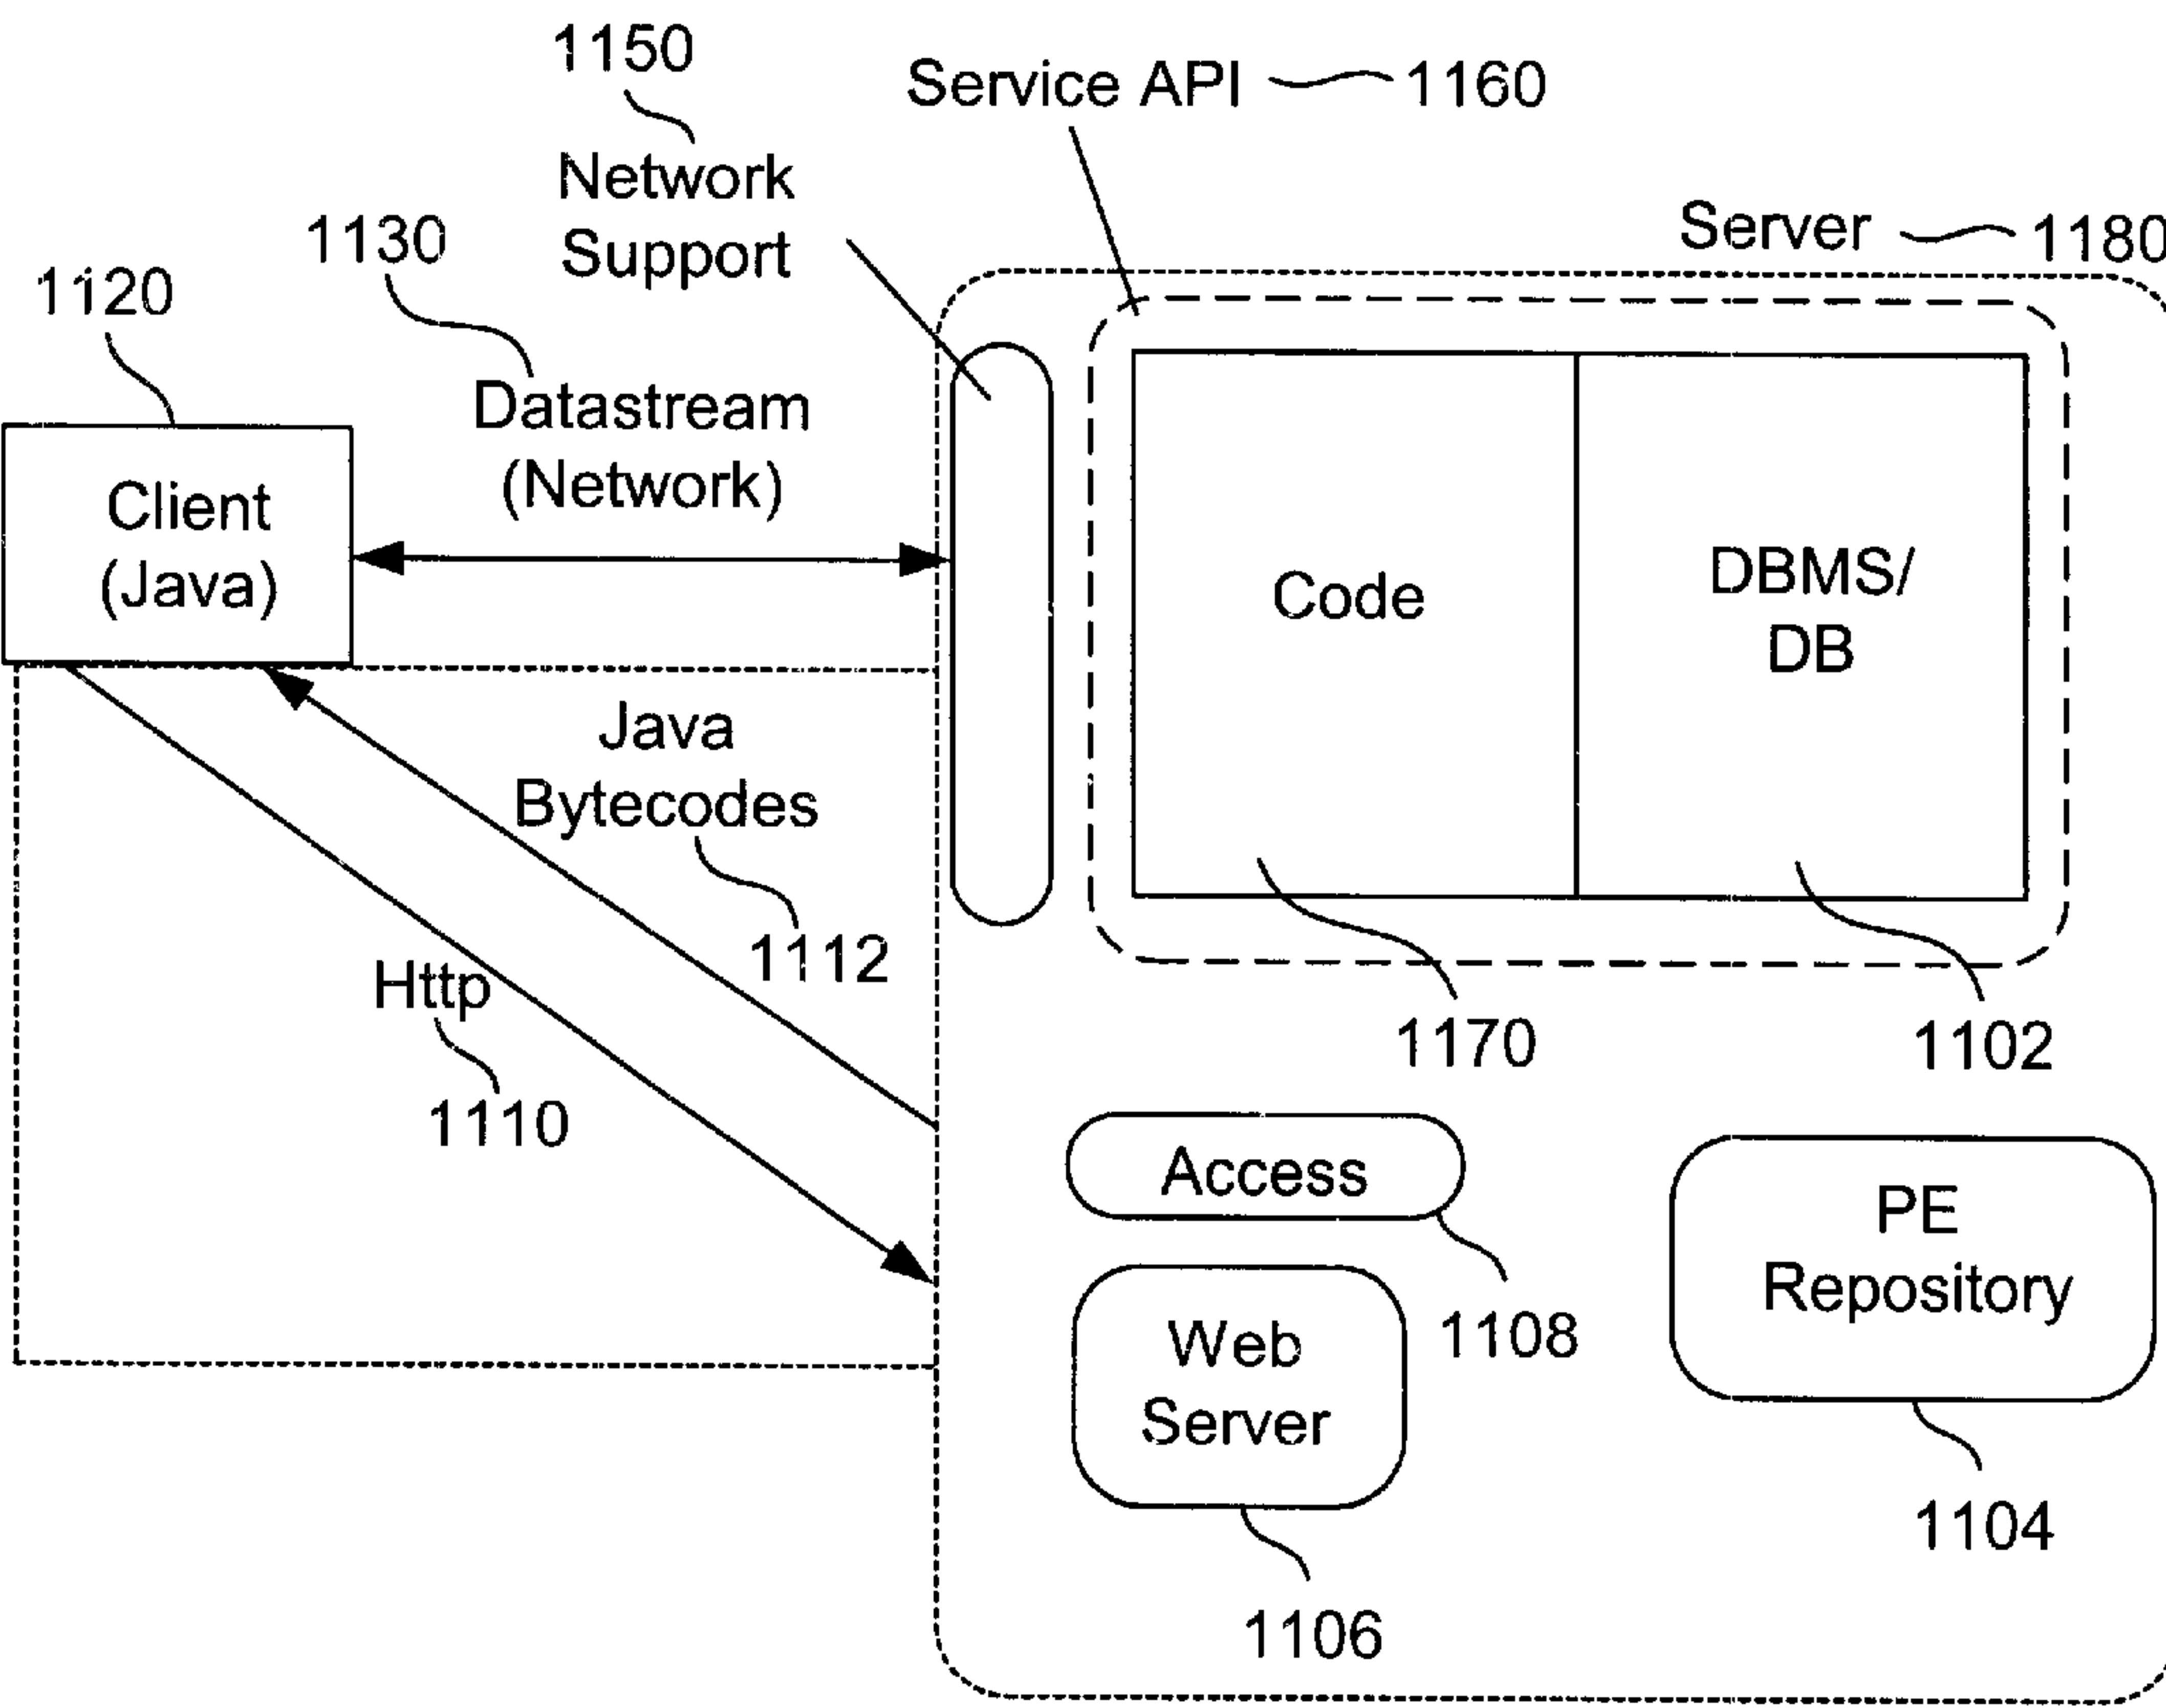 1150
Service API
1160
Network
Support
Server
1180
1130
1120
Datastream
(Network)
Client
(Java)
Code
DBMS/
DB
Java
Bytecodes
1112
Http
1110
1170
1102
Access
1108
PE
Repository
1104
Web
Server
1106